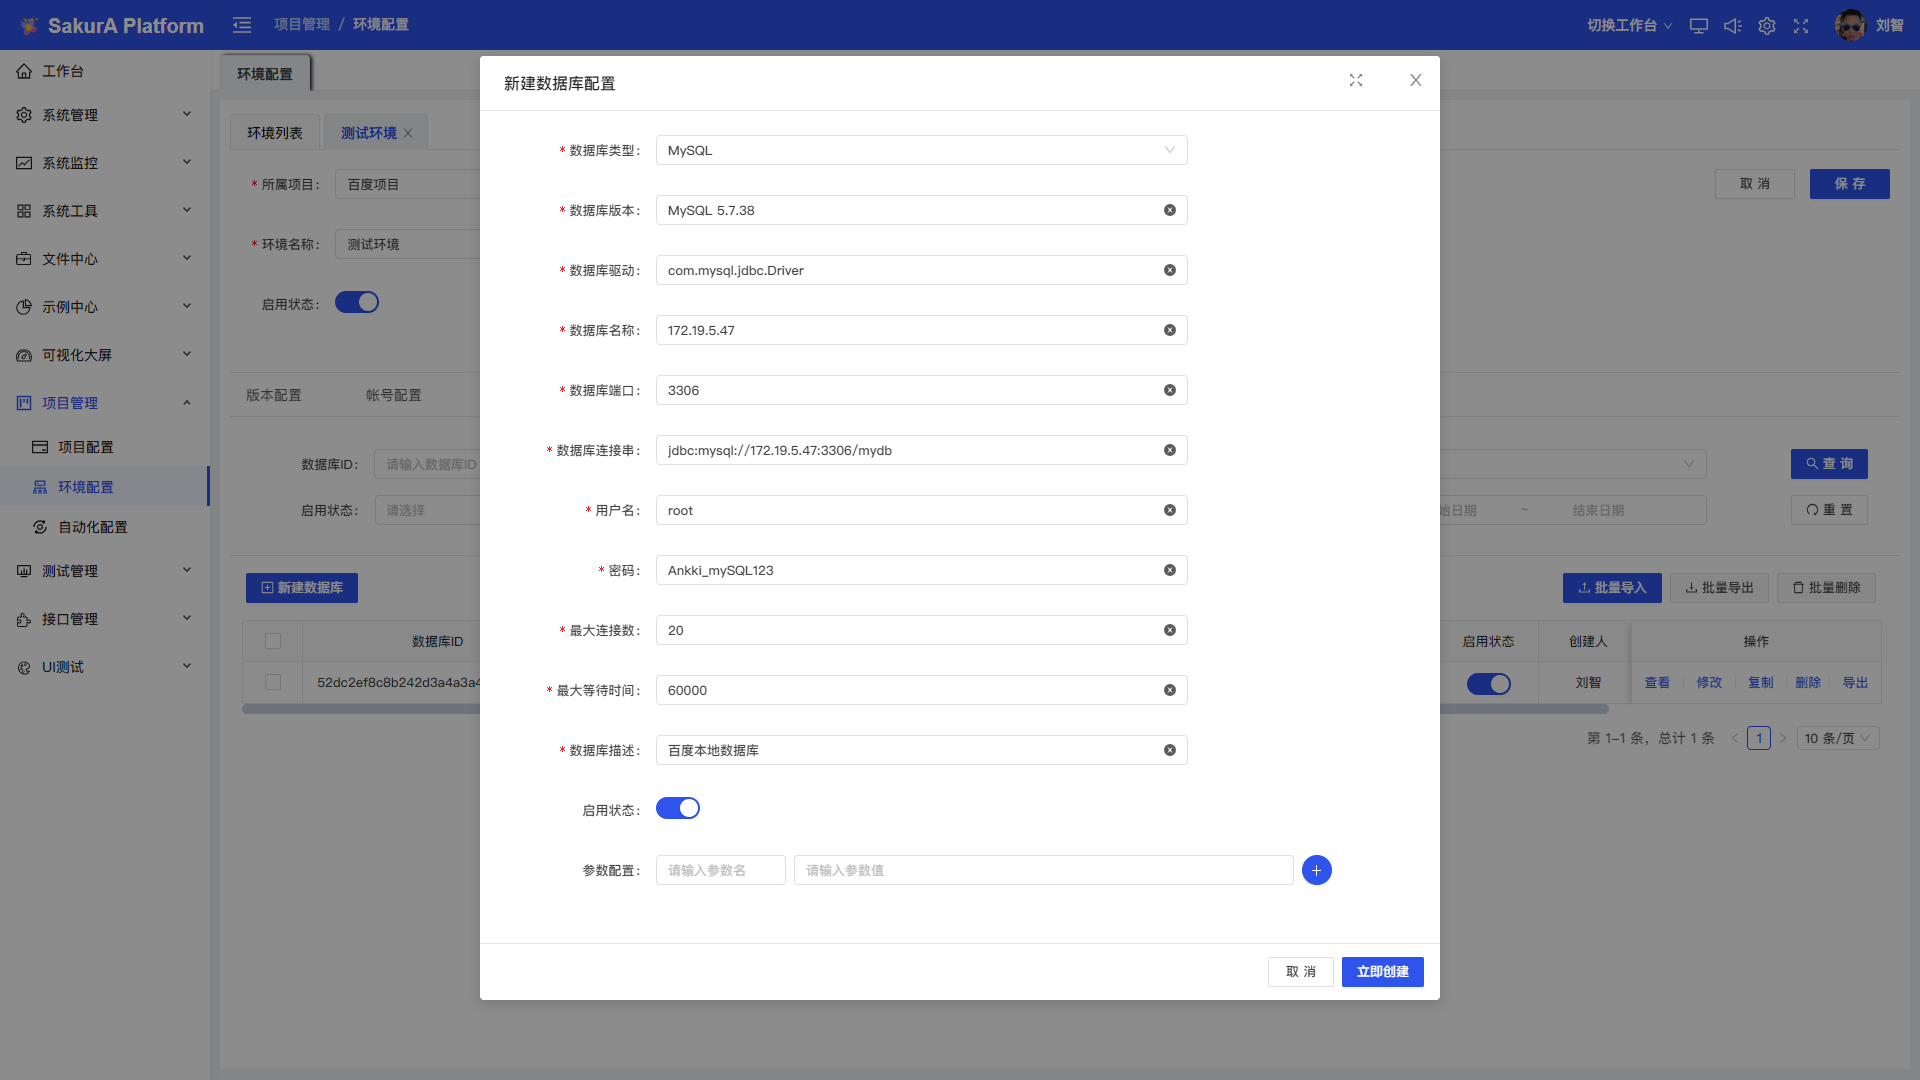 SakurA Platform
项目管理 / 环境配置
切换工作台
刘智
工作台
系统管理
系统监控
系统工具
文件中心
示例中心
可视化大屏
项目管理
项目配置
环境配置
自动化配置
测试管理
接口管理
UI测试
环境配置
环境列表
测试环境
* 所属项目：
百度项目
* 环境名称：
测试环境
启用状态：
取 消
保 存
版本配置
帐号配置
数据库ID：
请输入数据库ID
启用状态：
请选择
始日期
~
结束日期
查 询
重 置
新建数据库
批量导入
批量导出
批量删除
数据库ID
启用状态
创建人
操作
52dc2ef8c8b242d3a4a3a4
刘智
查看
修改
复制
删除
导出
第 1-1 条，总计 1 条
1
10 条/页
新建数据库配置
* 数据库类型：
MySQL
* 数据库版本：
MySQL 5.7.38
* 数据库驱动：
com.mysql.jdbc.Driver
* 数据库名称：
172.19.5.47
* 数据库端口：
3306
* 数据库连接串：
jdbc:mysql://172.19.5.47:3306/mydb
* 用户名：
root
* 密码：
Ankki_mySQL123
* 最大连接数：
20
* 最大等待时间：
60000
* 数据库描述：
百度本地数据库
启用状态：
参数配置：
请输入参数名
请输入参数值
取 消
立即创建